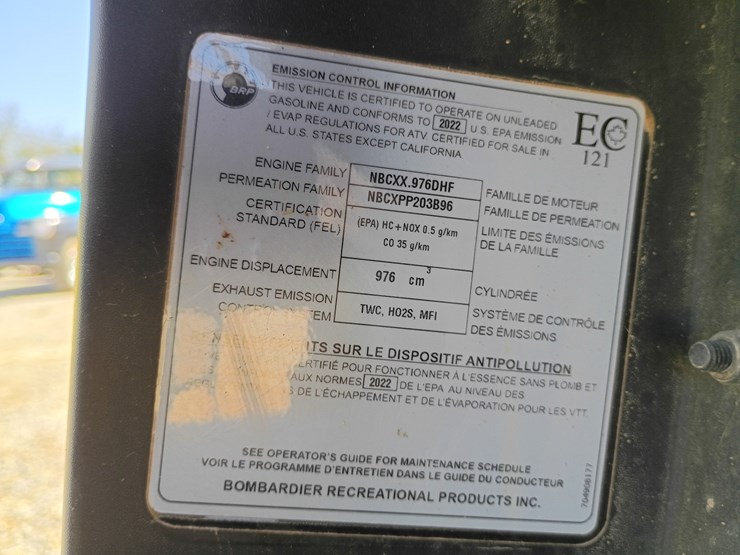 BRP
EMISSION CONTROL INFORMATION
THIS VEHICLE IS CERTIFIED TO OPERATE ON UNLEADED
GASOLINE AND CONFORMS TO 2022 U.S. EPA EMISSION
/ EVAP REGULATIONS FOR ATV. CERTIFIED FOR SALE IN
ALL U.S. STATES EXCEPT CALIFORNIA.
EC
121
ENGINE FAMILY NBCXX.976DHF FAMILLE DE MOTEUR
PERMEATION FAMILY NBCXPP203B96 FAMILLE DE PERMÉATION
CERTIFICATION (EPA) HC+NOX 0.5 g/km LIMITE DES ÉMISSIONS
STANDARD (FEL) CO 35 g/km DE LA FAMILLE
ENGINE DISPLACEMENT 976 cm3 CYLINDRÉE
EXHAUST EMISSION TWC, HO2S, MFI SYSTÈME DE CONTRÔLE
DES ÉMISSIONS
SUR LE DISPOSITIF ANTIPOLLUTION
POUR FONCTIONNER À L'ESSENCE SANS PLOMB ET
AUX NORMES 2022 DE L'EPA AU NIVEAU DES
DE L'ÉCHAPPEMENT ET DE L'ÉVAPORATION POUR LES VTT.
SEE OPERATOR'S GUIDE FOR MAINTENANCE SCHEDULE
VOIR LE PROGRAMME D'ENTRETIEN DANS LE GUIDE DU CONDUCTEUR
BOMBARDIER RECREATIONAL PRODUCTS INC.
704906177